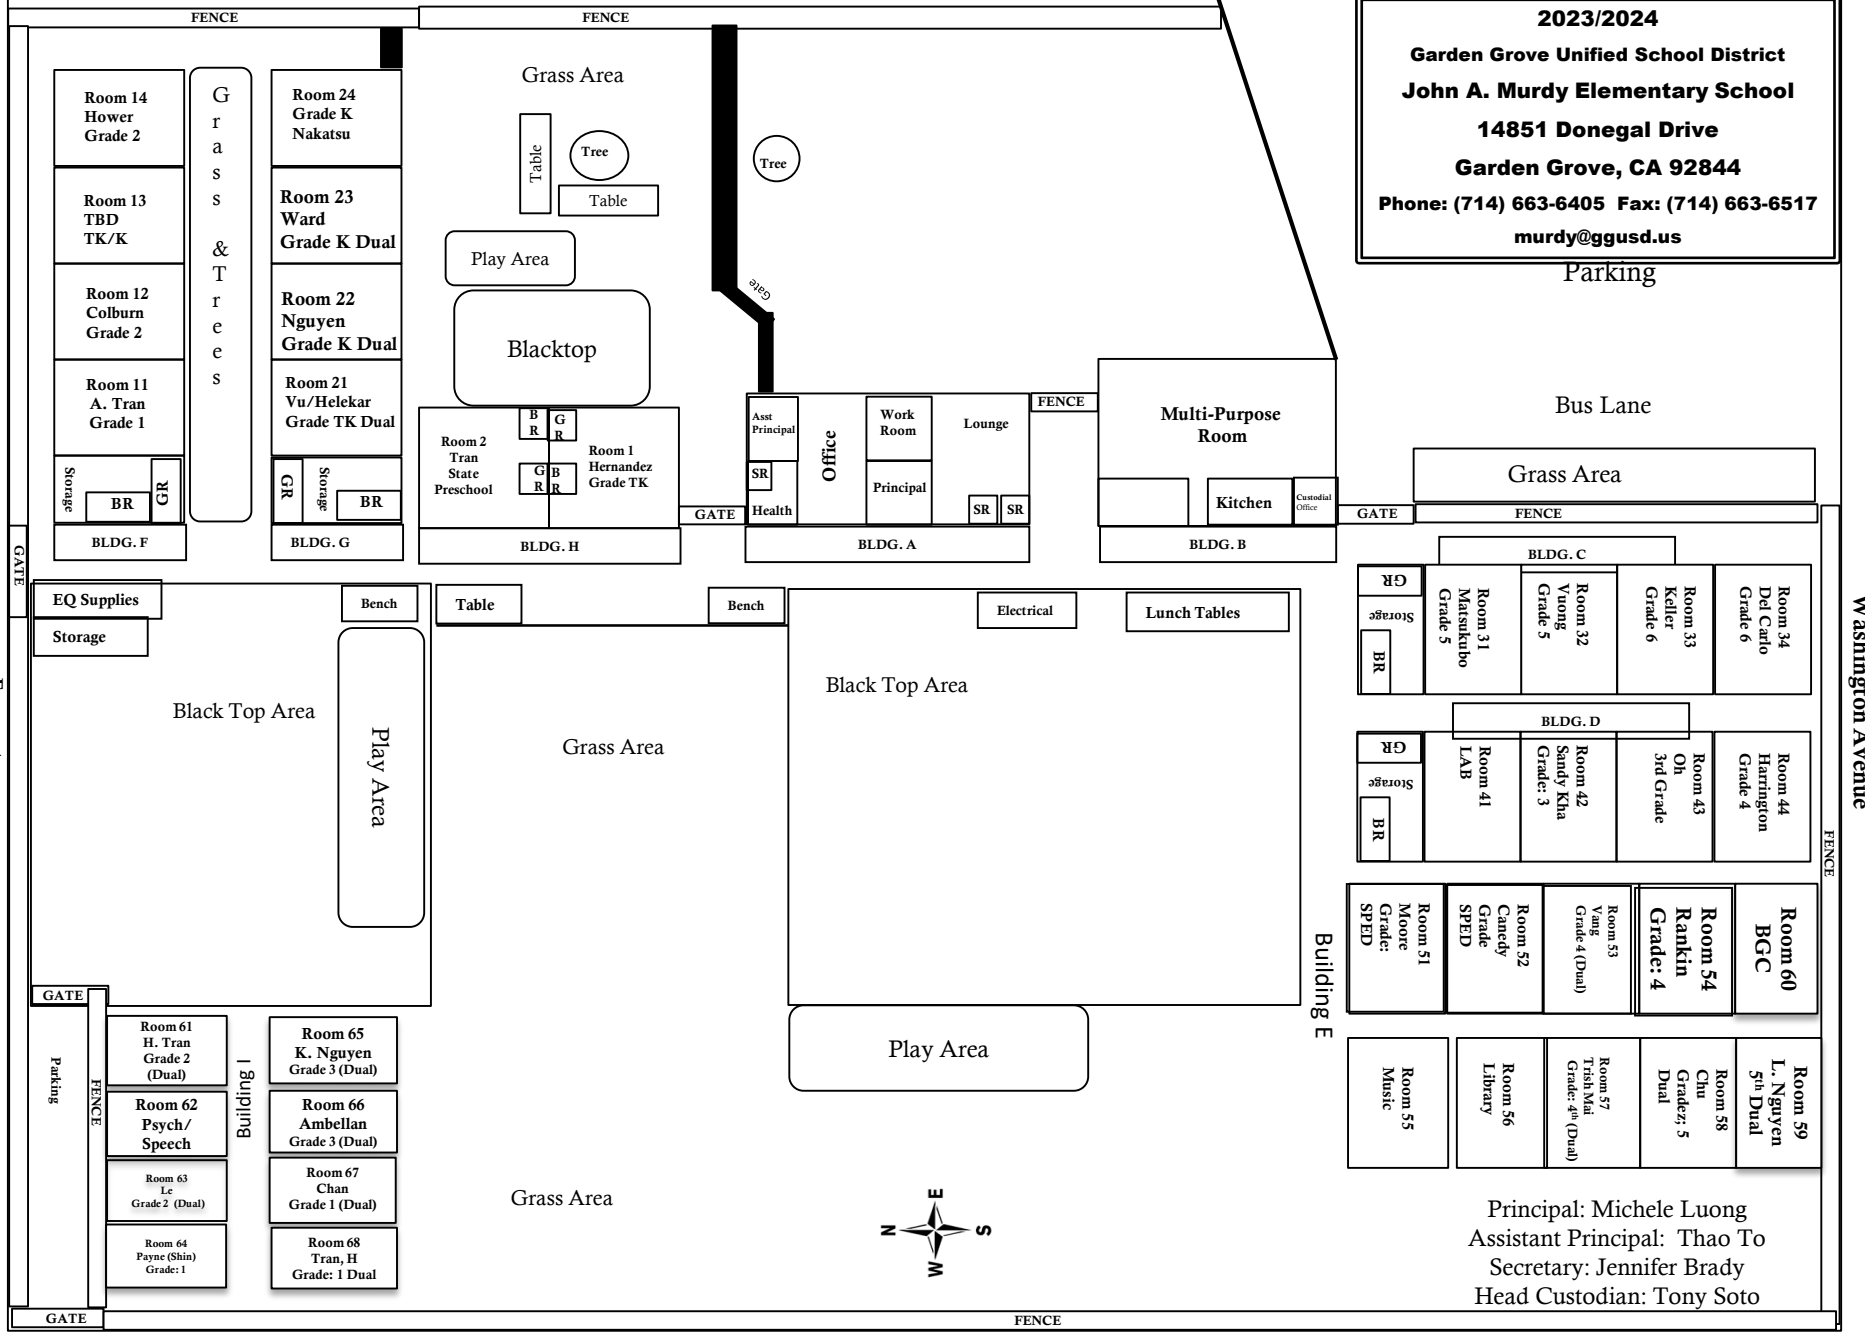 FENCE
FENCE
2023/2024
Garden Grove Unified School District
John A. Murdy Elementary School
14851 Donegal Drive
Garden Grove, CA 92844
Phone: (714) 663-6405 Fax: (714) 663-6517
murdy@ggusd.us
Parking
Bus Lane
Grass Area
Room 14
Hower
Grade 2
Room 13
TBD
TK/K
Room 12
Colburn
Grade 2
Room 11
A. Tran
Grade 1
Storage
BR
GR
BLDG. F
Grass & Trees
Room 24
Grade K
Nakatsu
Room 23
Ward
Grade K Dual
Room 22
Nguyen
Grade K Dual
Room 21
Vu/Helekar
Grade TK Dual
GR
Storage
BR
BLDG. G
Grass Area
Table
Tree
Table
Play Area
Blacktop
Room 2
Tran
State
Preschool
BR
GR
GR
BR
Room 1
Hernandez
Grade TK
BLDG. H
GATE
Tree
Gate
Asst
Principal
SR
Health
Office
Work
Room
Principal
Lounge
SR
SR
BLDG. A
FENCE
Multi-Purpose
Room
Kitchen
Custodial
Office
BLDG. B
GATE
FENCE
GATE
EQ Supplies
Storage
Black Top Area
Bench
Play Area
Table
Bench
Grass Area
Electrical
Lunch Tables
Black Top Area
Play Area
BLDG. C
GR
Storage
BR
Room 31
Matsukubo
Grade 5
Room 32
Vuong
Grade 5
Room 33
Keller
Grade 6
Room 34
Del Carlo
Grade 6
BLDG. D
GR
Storage
BR
Room 41
LAB
Room 42
Sandy Kha
Grade: 3
Room 43
Oh
3rd Grade
Room 44
Harrington
Grade 4
Washington Avenue
FENCE
Building E
Room 51
Moore
Grade:
SPED
Room 52
Canedy
Grade
SPED
Room 53
Vang
Grade 4 (Dual)
Room 54
Rankin
Grade: 4
Room 60
BGC
Room 55
Music
Room 56
Library
Room 57
Trish Mai
Grade: 4th (Dual)
Room 58
Chu
Gradez; 5
Dual
Room 59
L. Nguyen
5th Dual
GATE
Parking
FENCE
Room 61
H. Tran
Grade 2
(Dual)
Room 62
Psych/
Speech
Room 63
Le
Grade 2 (Dual)
Room 64
Payne (Shin)
Grade: 1
Building I
Room 65
K. Nguyen
Grade 3 (Dual)
Room 66
Ambellan
Grade 3 (Dual)
Room 67
Chan
Grade 1 (Dual)
Room 68
Tran, H
Grade: 1 Dual
Grass Area
E
N
S
W
Principal: Michele Luong
Assistant Principal: Thao To
Secretary: Jennifer Brady
Head Custodian: Tony Soto
GATE
FENCE